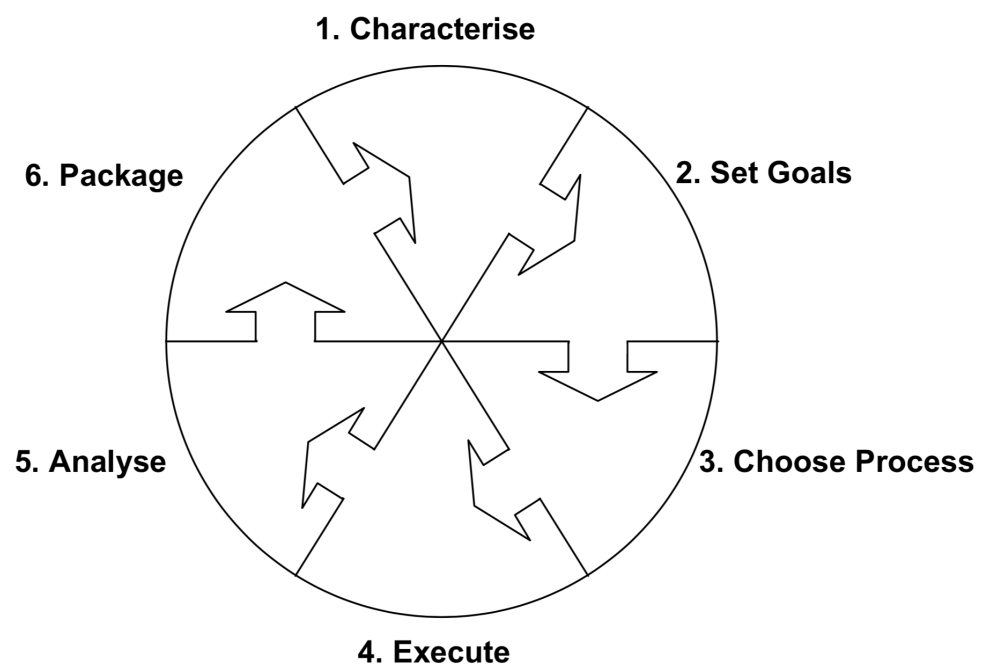 1. Characterise
2. Set Goals
3. Choose Process
4. Execute
5. Analyse
6. Package